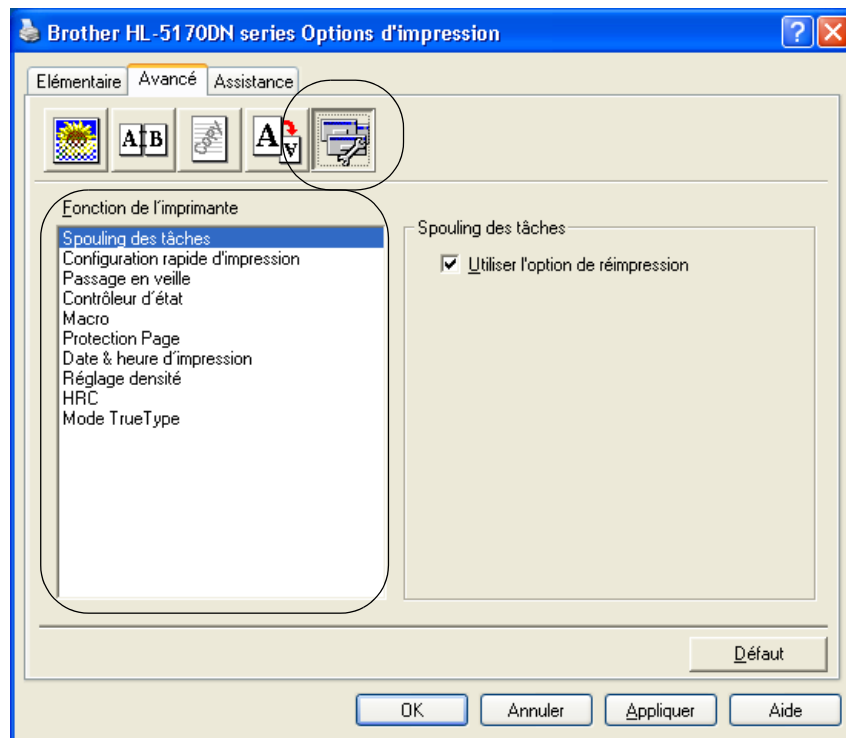 Brother HL-5170DN series Options d'impression
Elémentaire Avancé Assistance
A B
Copy
A A
Fonction de l´imprimante
Spouling des tâches
Configuration rapide d'impression
Passage en veille
Contrôleur d´état
Macro
Protection Page
Date & heure d´impression
Réglage densité
HRC
Mode TrueType
Spouling des tâches
Utiliser l'option de réimpression
Défaut
OK Annuler Appliquer Aide